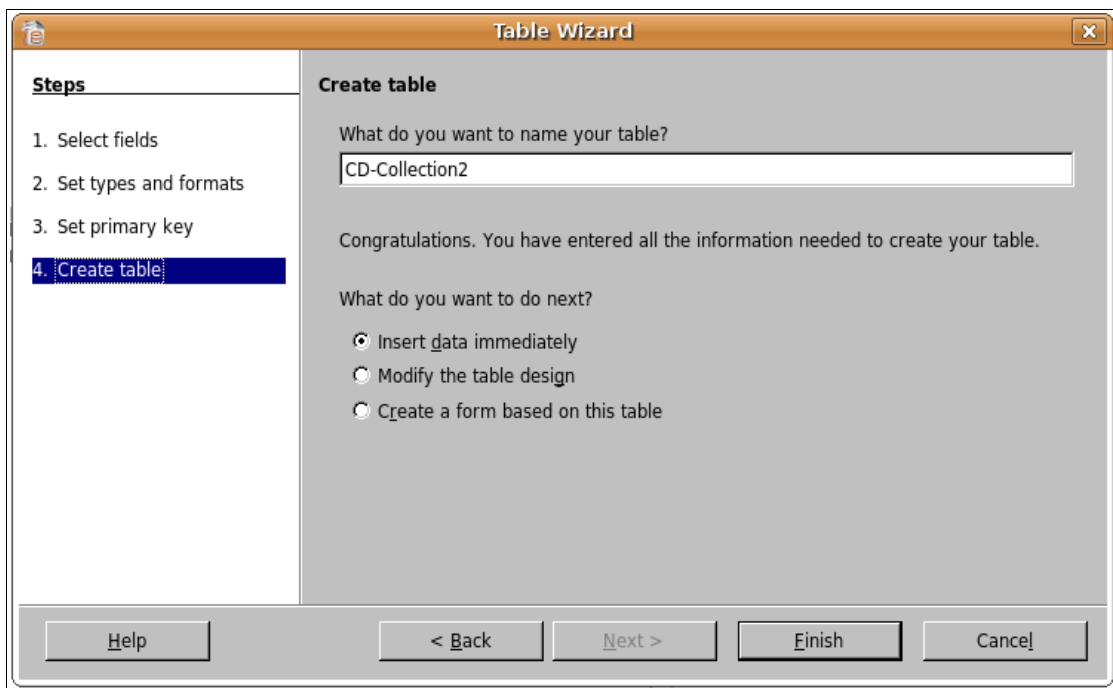 Table Wizard
Steps
1. Select fields
2. Set types and formats
3. Set primary key
4. Create table
Create table
What do you want to name your table?
CD-Collection2
Congratulations. You have entered all the information needed to create your table.
What do you want to do next?
Insert data immediately
Modify the table design
Create a form based on this table
Help
< Back
Next >
Finish
Cancel